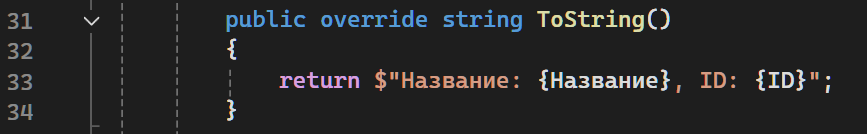 31 public override string ToString()
32 {
33 return $"Название: {Название}, ID: {ID}";
34 }